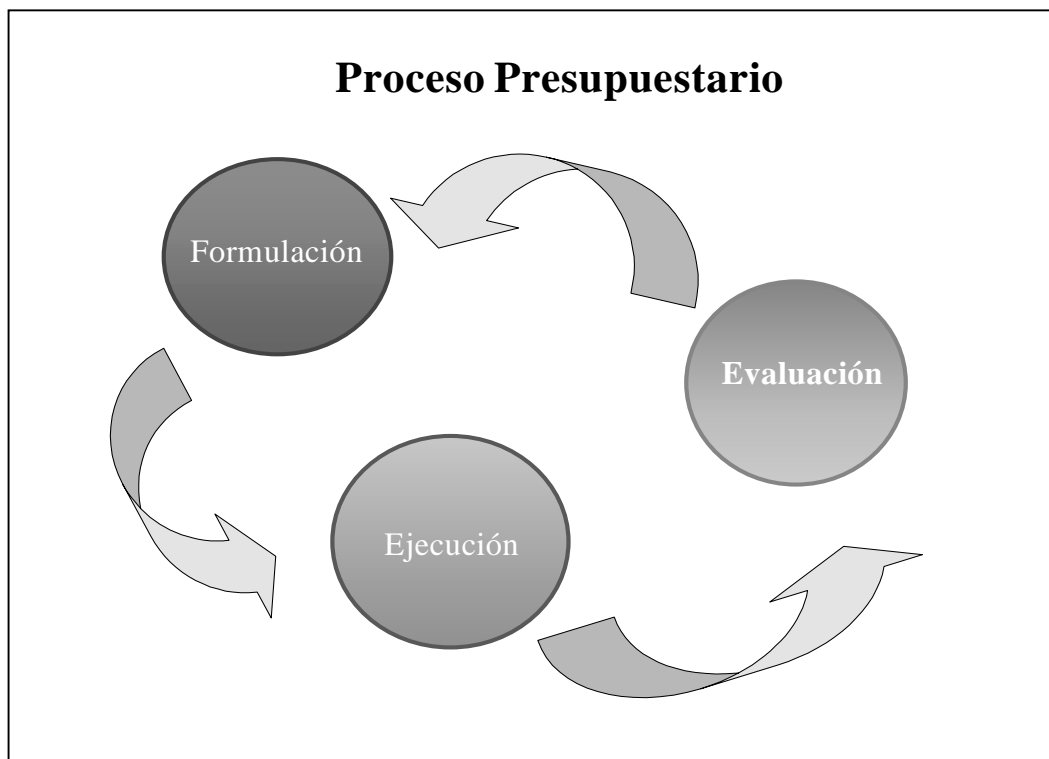 Proceso Presupuestario
Formulación
Evaluación
Ejecución